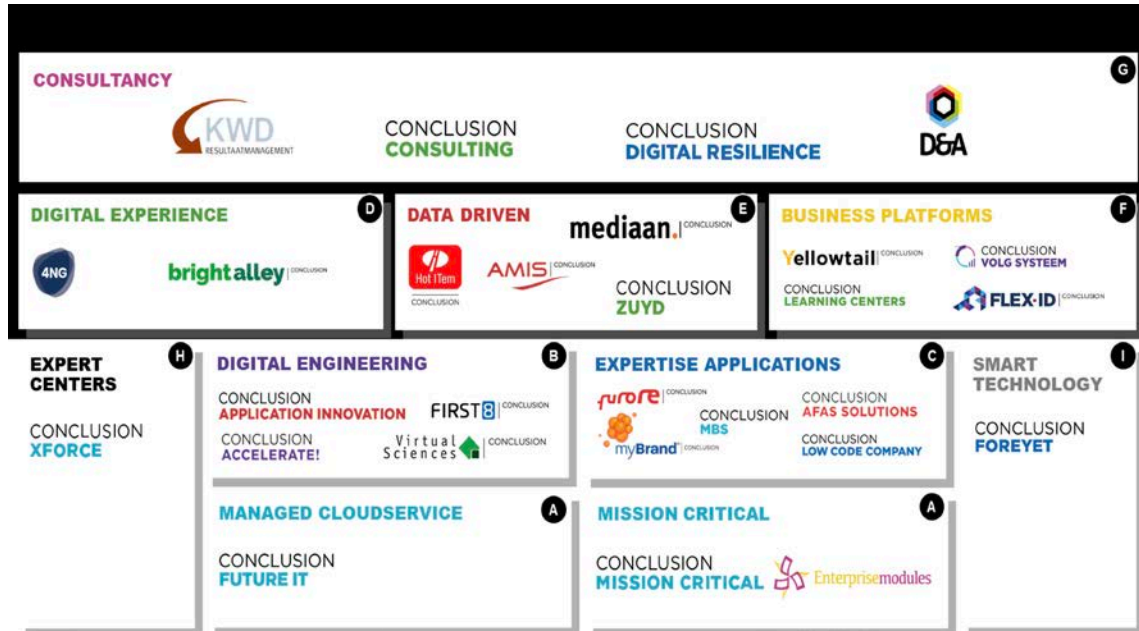 CONSULTANCY
G
KWD
RESULTAATMANAGEMENT
CONCLUSION
CONSULTING
CONCLUSION
DIGITAL RESILIENCE
D&A
DIGITAL EXPERIENCE
D
4NG
brightalley | CONCLUSION
DATA DRIVEN
E
mediaan. | CONCLUSION
Hot ITem
CONCLUSION
AMIS | CONCLUSION
CONCLUSION
ZUYD
BUSINESS PLATFORMS
F
Yellowtail | CONCLUSION
CONCLUSION
VOLG SYSTEEM
CONCLUSION
LEARNING CENTERS
FLEX-ID | CONCLUSION
EXPERT
CENTERS
H
CONCLUSION
XFORCE
DIGITAL ENGINEERING
B
CONCLUSION
APPLICATION INNOVATION
FIRST8 | CONCLUSION
CONCLUSION
ACCELERATE!
Virtual
Sciences | CONCLUSION
EXPERTISE APPLICATIONS
C
furore | CONCLUSION
CONCLUSION
MBS
CONCLUSION
AFAS SOLUTIONS
myBrand | CONCLUSION
CONCLUSION
LOW CODE COMPANY
SMART
TECHNOLOGY
I
CONCLUSION
FOREYET
MANAGED CLOUDSERVICE
A
CONCLUSION
FUTURE IT
MISSION CRITICAL
A
CONCLUSION
MISSION CRITICAL
Enterprisemodules